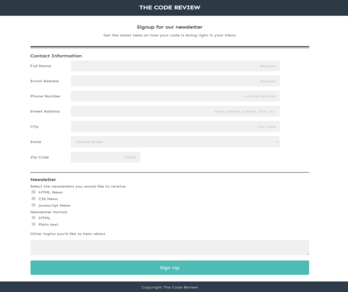 THE CODE REVIEW
Signup for our newsletter
Get the latest news on how your code is doing right in your inbox
Contact Information
Full Name
Email Address
Phone Number
Street Address
City
State
Zip Code
Newsletter
Select the newsletters you would like to receive
HTML News
CSS News
Javascript News
Newsletter format
HTML
Plain text
Other topics you'd like to hear about
Sign Up
Copyright The Code Review